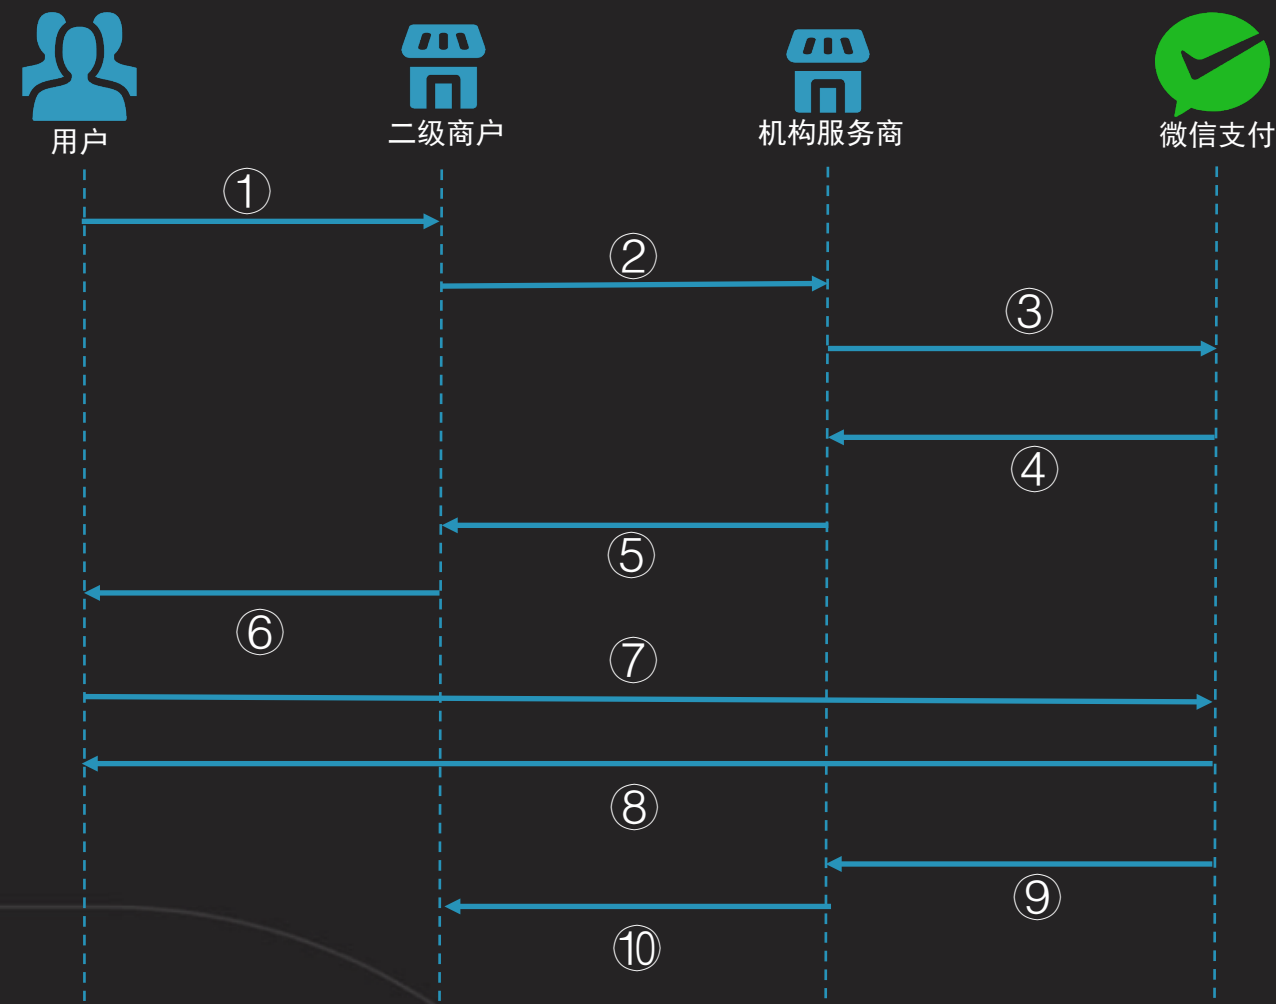 用户
二级商户
机构服务商
微信支付
①
②
③
④
⑤
⑥
⑦
⑧
⑨
⑩